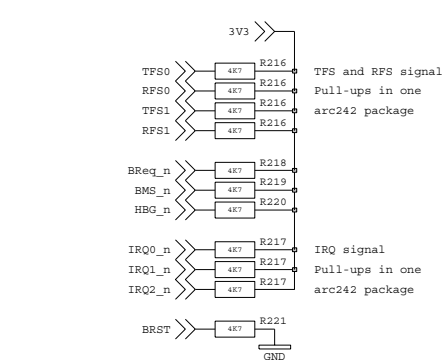 3V3
TFS0 4K7 R216 TFS and RFS signal
RFS0 4K7 R216 Pull-ups in one
TFS1 4K7 R216 arc242 package
RFS1 4K7 R216
BReq_n 4K7 R218
BMS_n 4K7 R219
HBG_n 4K7 R220
IRQ0_n 4K7 R217 IRQ signal
IRQ1_n 4K7 R217 Pull-ups in one
IRQ2_n 4K7 R217 arc242 package
BRST 4K7 R221
GND